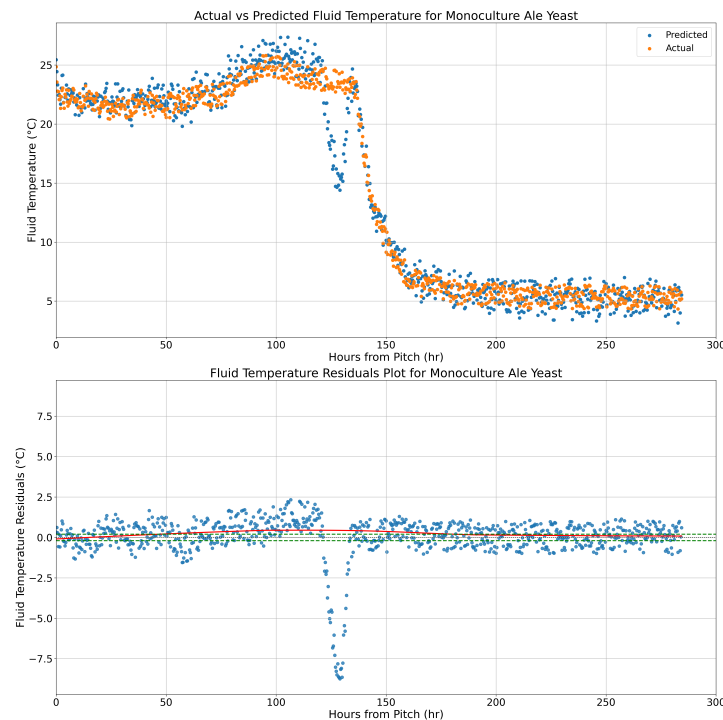 Actual vs Predicted Fluid Temperature for Monoculture Ale Yeast
Predicted
Actual
Fluid Temperature (°C)
25
20
15
10
5
0 50 100 150 200 250 300
Hours from Pitch (hr)
Fluid Temperature Residuals Plot for Monoculture Ale Yeast
Fluid Temperature Residuals (°C)
7.5
5.0
2.5
0.0
−2.5
−5.0
−7.5
0 50 100 150 200 250 300
Hours from Pitch (hr)